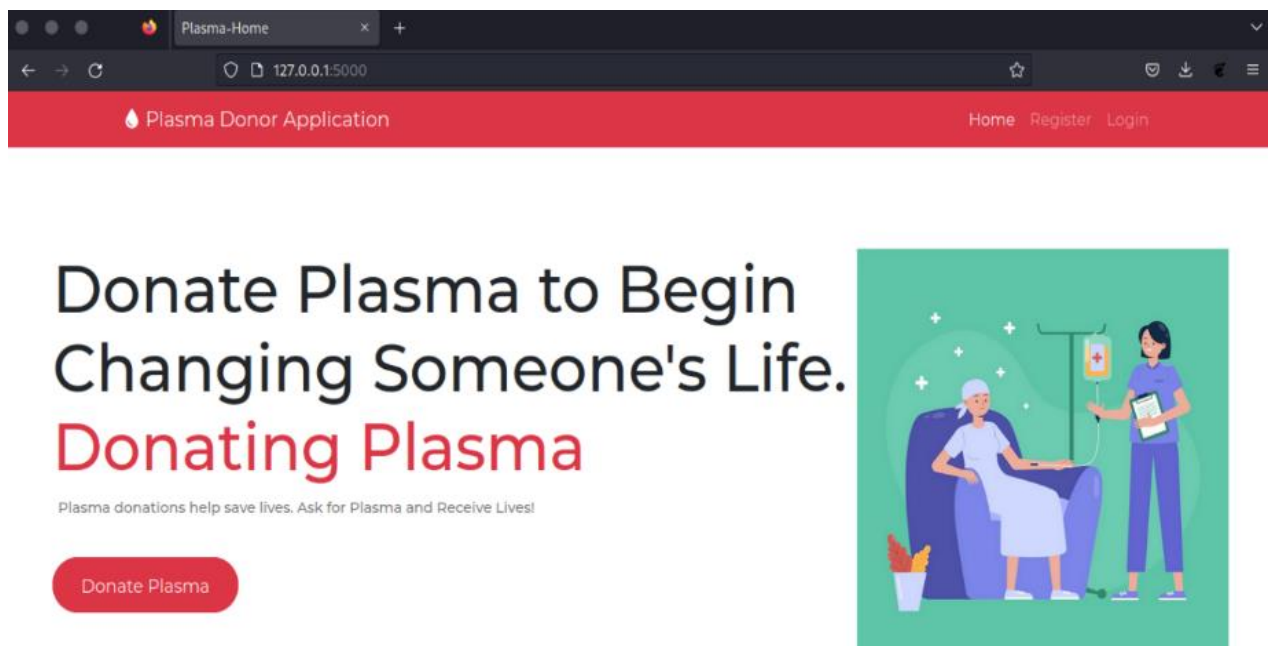 Plasma-Home
127.0.0.1:5000
Plasma Donor Application
Home Register Login
Donate Plasma to Begin
Changing Someone's Life.
Donating Plasma
Plasma donations help save lives. Ask for Plasma and Receive Lives!
Donate Plasma